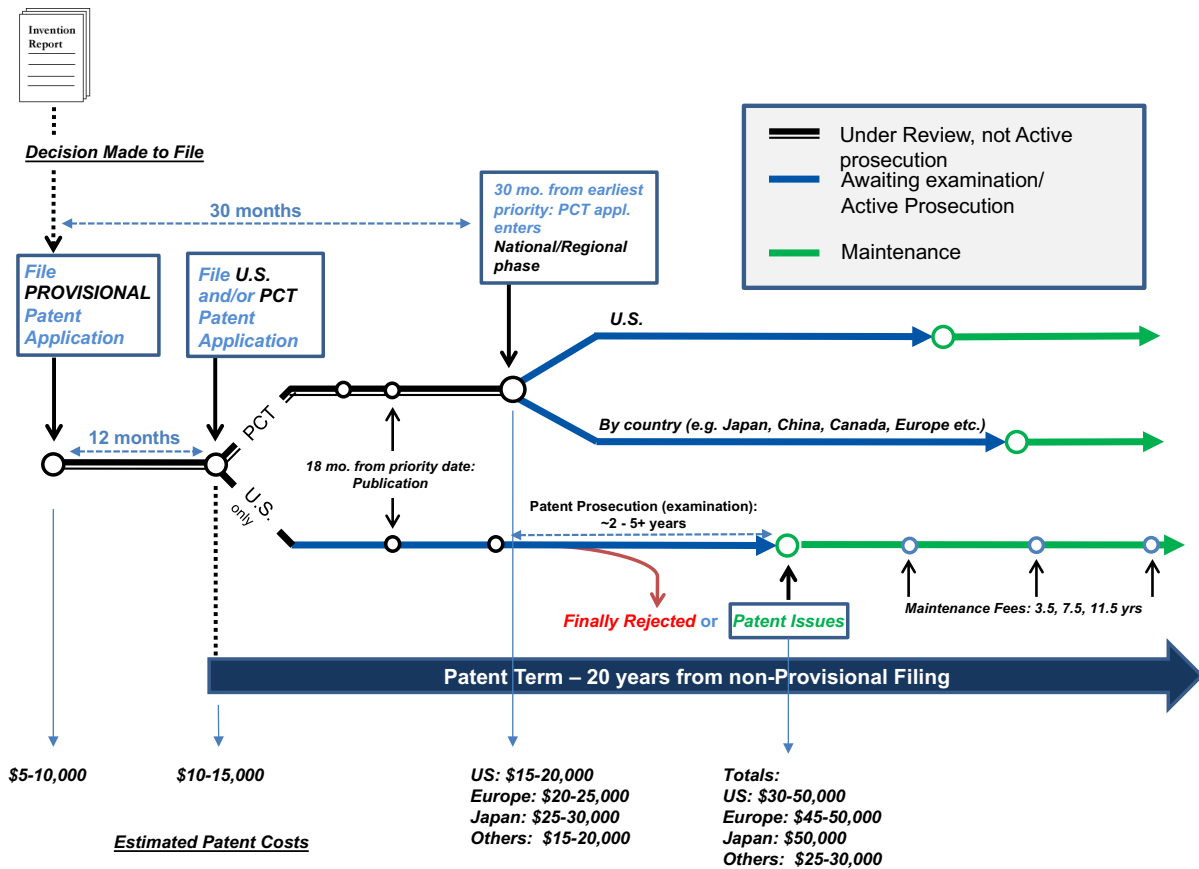 Invention
Report
Decision Made to File
30 months
30 mo. from earliest
priority: PCT appl.
enters
National/Regional
phase
Under Review, not Active
prosecution
Awaiting examination/
Active Prosecution
Maintenance
File
PROVISIONAL
Patent
Application
File U.S.
and/or PCT
Patent
Application
U.S.
By country (e.g. Japan, China, Canada, Europe etc.)
12 months
PCT
U.S.
only
18 mo. from priority date:
Publication
Patent Prosecution (examination):
~2 - 5+ years
Finally Rejected or
Patent Issues
Maintenance Fees: 3.5, 7.5, 11.5 yrs
Patent Term – 20 years from non-Provisional Filing
$5-10,000
$10-15,000
US: $15-20,000
Europe: $20-25,000
Japan: $25-30,000
Others: $15-20,000
Totals:
US: $30-50,000
Europe: $45-50,000
Japan: $50,000
Others: $25-30,000
Estimated Patent Costs